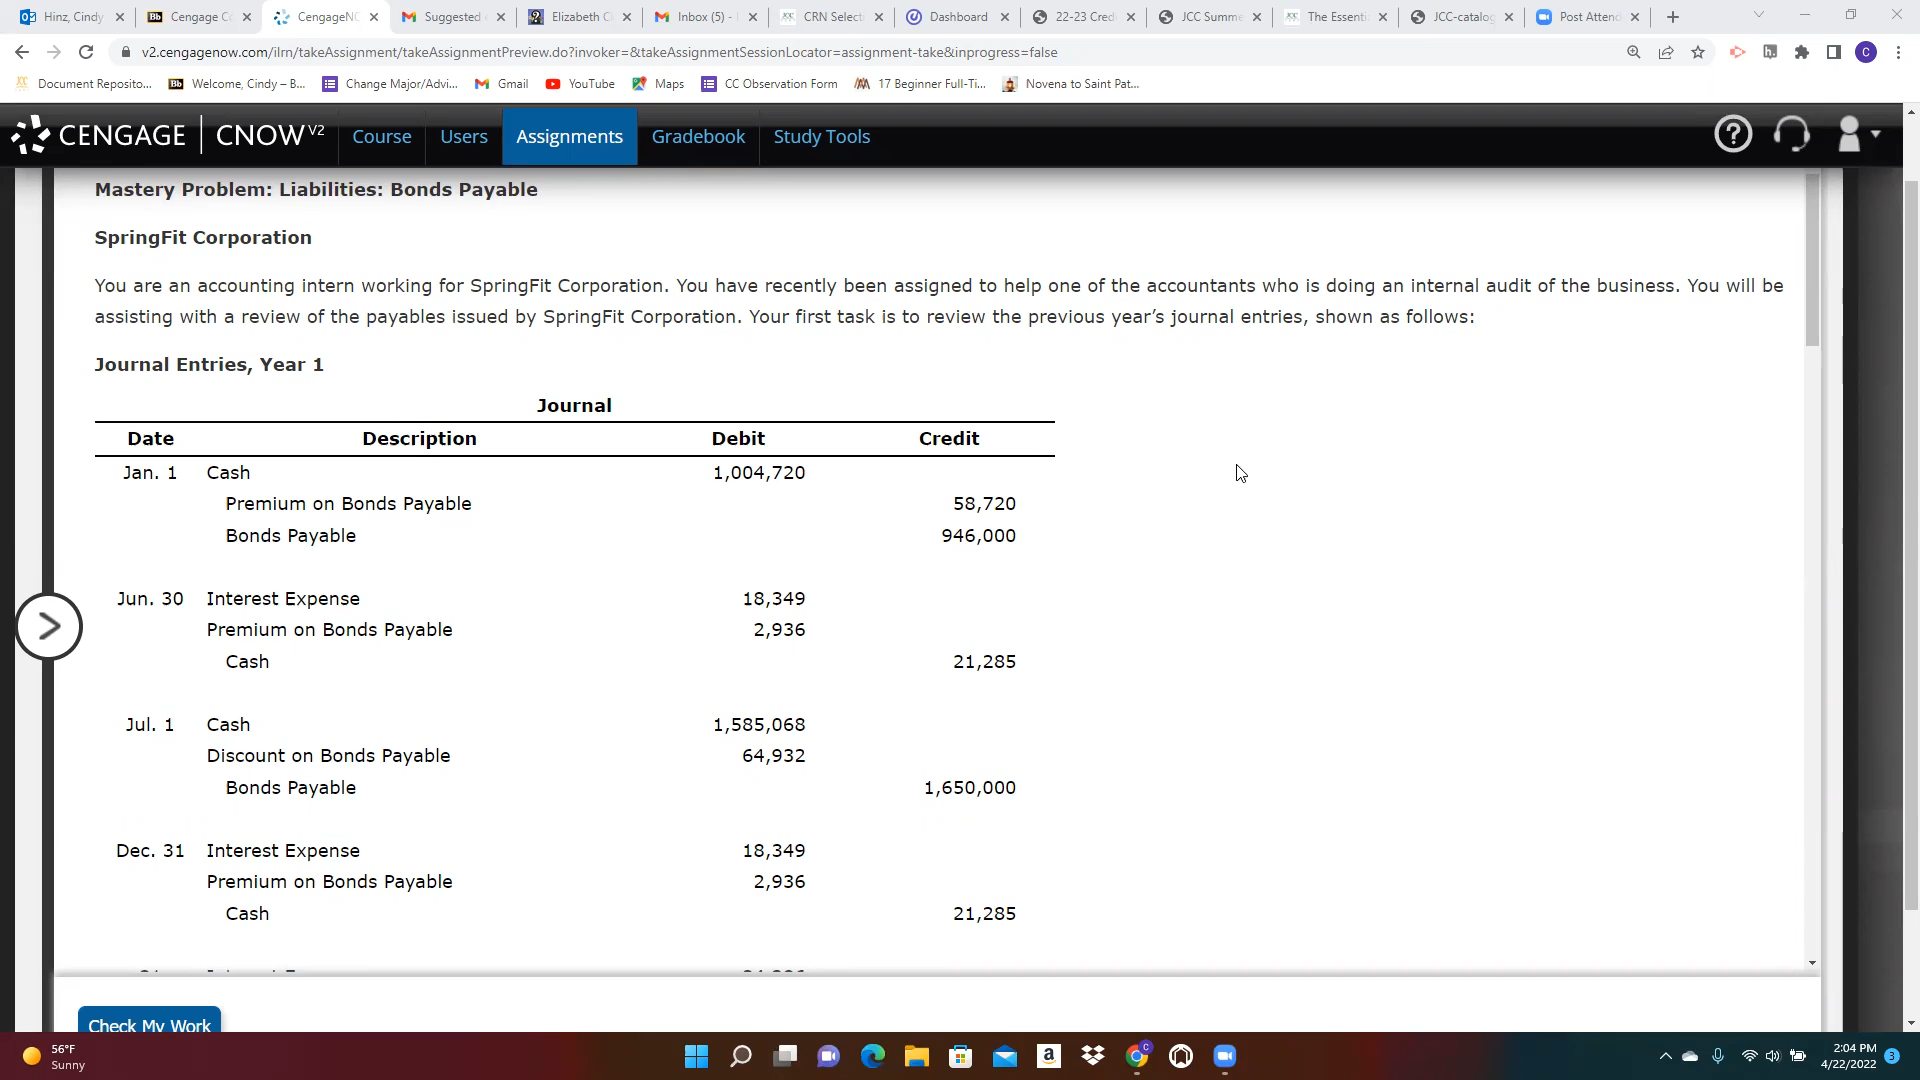 Hinz, Cindy
Cengage C
CengageNC
Suggested
Elizabeth C
Inbox (5) -
CRN Select
Dashboard
22-23 Cred
JCC Summe
The Essenti
JCC-catalog
Post Attend
v2.cengagenow.com/ilrn/takeAssignment/takeAssignmentPreview.do?invoker=&takeAssignmentSessionLocator=assignment-take&inprogress=false
Document Reposito...
Welcome, Cindy – B...
Change Major/Advi...
Gmail
YouTube
Maps
CC Observation Form
17 Beginner Full-Ti...
Novena to Saint Pat...
CENGAGE | CNOWV2
Course
Users
Assignments
Gradebook
Study Tools
Mastery Problem: Liabilities: Bonds Payable
SpringFit Corporation
You are an accounting intern working for SpringFit Corporation. You have recently been assigned to help one of the accountants who is doing an internal audit of the business. You will be
assisting with a review of the payables issued by SpringFit Corporation. Your first task is to review the previous year’s journal entries, shown as follows:
Journal Entries, Year 1
Journal
Date Description Debit Credit
Jan. 1 Cash 1,004,720
Premium on Bonds Payable 58,720
Bonds Payable 946,000
Jun. 30 Interest Expense 18,349
Premium on Bonds Payable 2,936
Cash 21,285
Jul. 1 Cash 1,585,068
Discount on Bonds Payable 64,932
Bonds Payable 1,650,000
Dec. 31 Interest Expense 18,349
Premium on Bonds Payable 2,936
Cash 21,285
Check My Work
56°F
Sunny
2:04 PM
4/22/2022
3